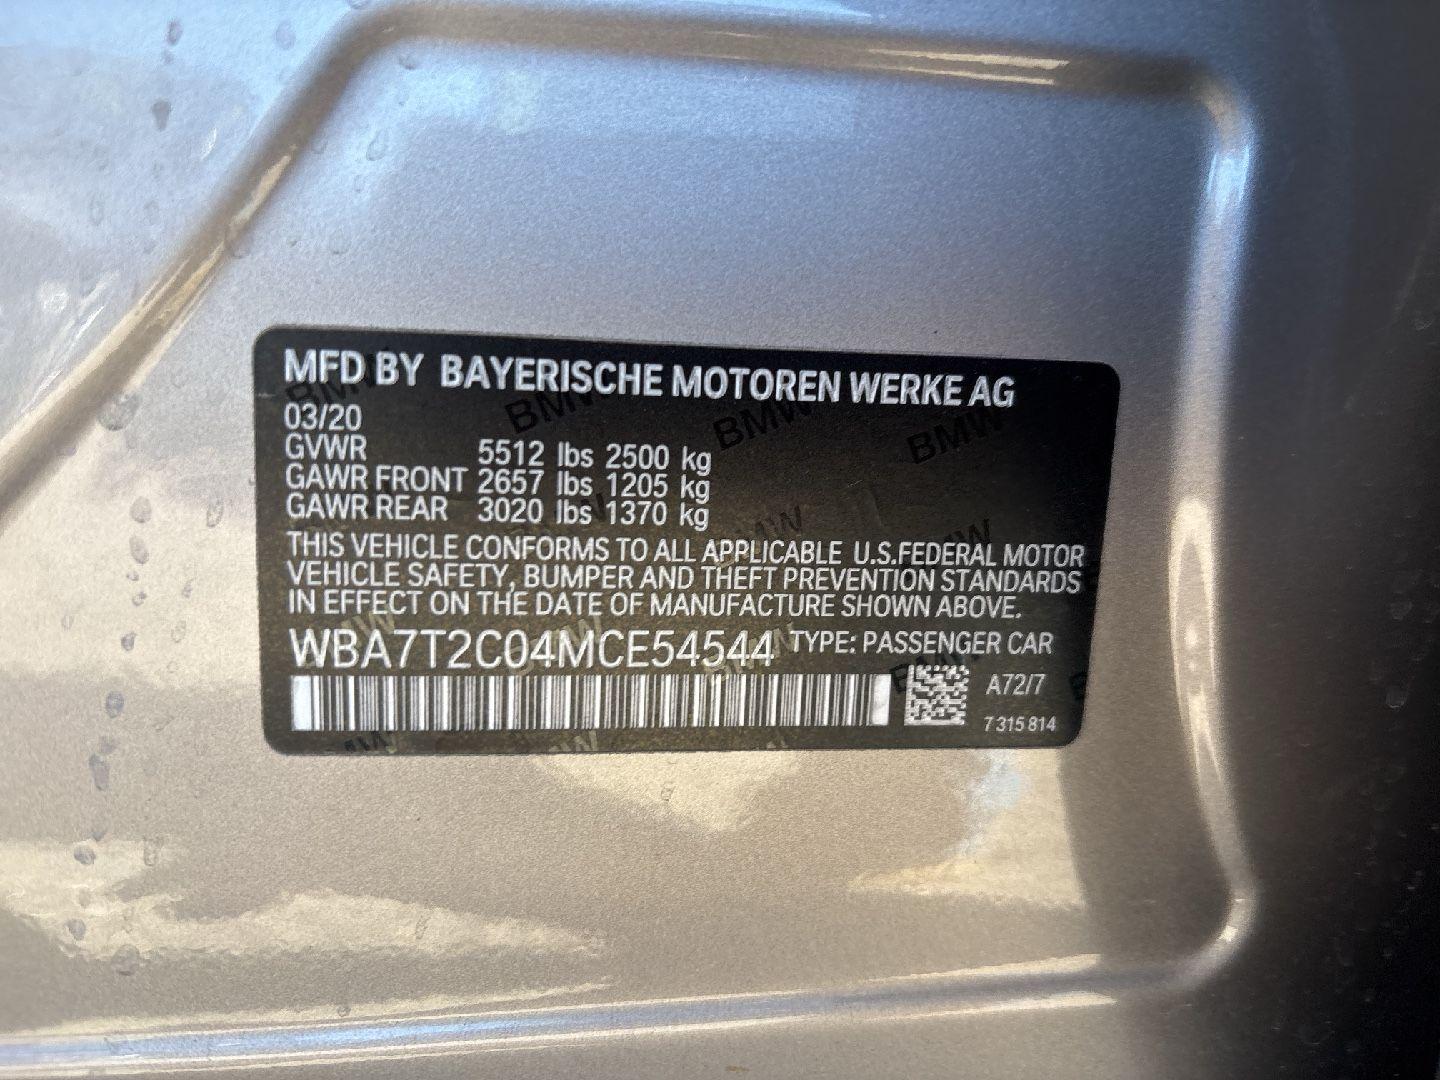 MFD BY BAYERISCHE MOTOREN WERKE AG
03/20
GVWR 5512 lbs 2500 kg
GAWR FRONT 2657 lbs 1205 kg
GAWR REAR 3020 lbs 1370 kg
THIS VEHICLE CONFORMS TO ALL APPLICABLE U.S.FEDERAL MOTOR
VEHICLE SAFETY, BUMPER AND THEFT PREVENTION STANDARDS
IN EFFECT ON THE DATE OF MANUFACTURE SHOWN ABOVE.
WBA7T2C04MCE54544 TYPE: PASSENGER CAR
A72/7
7 315 814